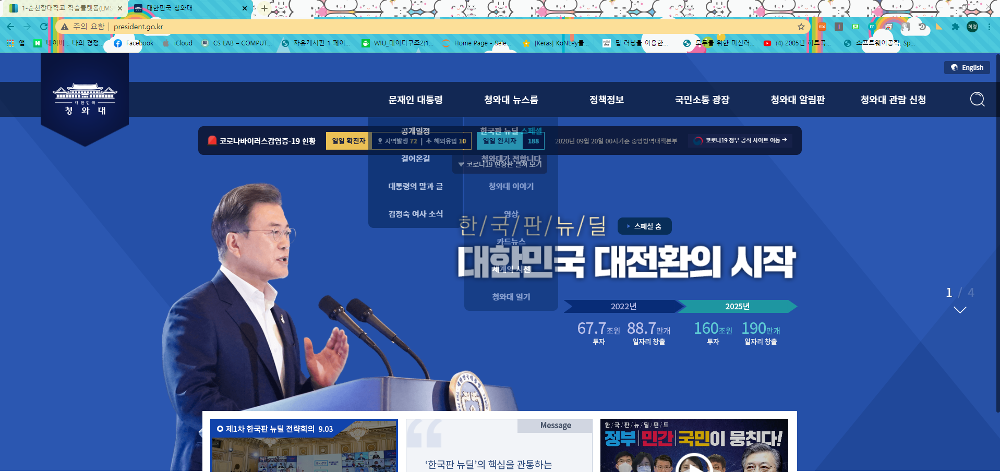 1-순천향대학교 학습플랫폼(LMS
대한민국 청와대
주의 요함 | president.go.kr
희령
앱
네이버 :: 나의 경쟁...
Facebook
iCloud
CS LAB – COMPUT...
자유게시판 1 페이...
WIU_데이터구조2(1...
Home Page - Sele...
[Keras] KoNLPy를...
딥 러닝을 이용한...
모두를 위한 머신러...
(4) 2005년 히트곡...
소프트웨어공학, Sp...
English
대한민국
청와대
문재인 대통령
청와대 뉴스룸
정책정보
국민소통 광장
청와대 알림판
청와대 관람 신청
공개일정
걸어온길
대통령의 말과 글
김정숙 여사 소식
한국판 뉴딜 스페셜
청와대가 전합니다
청와대 이야기
영상
카드뉴스
세계의 시선
청와대 일기
코로나바이러스감염증-19 현황
일일 확진자
지역발생 72 | 해외유입 10
일일 완치자 188
2020년 09월 20일 00시기준 중앙방역대책본부
코로나19 정부 공식 사이트 이동 →
▼ 코로나19 현황판 펼쳐 보기
한/국/판/뉴/딜
스페셜 홈
대한민국 대전환의 시작
2022년
2025년
67.7조원 88.7만개
160조원 190만개
투자 일자리 창출
투자 일자리 창출
1 / 4
제1차 한국판 뉴딜 전략회의 9.03
Message
‘한국판 뉴딜’의 핵심을 관통하는
한/국/판/뉴/딜/펀/드
정부|민간|국민이 뭉친다!